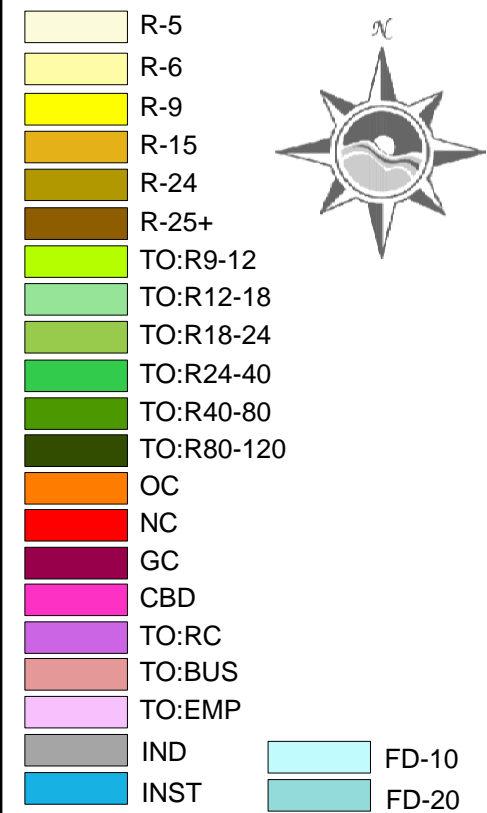 N
R-5
R-6
R-9
R-15
R-24
R-25+
TO:R9-12
TO:R12-18
TO:R18-24
TO:R24-40
TO:R40-80
TO:R80-120
OC
NC
GC
CBD
TO:RC
TO:BUS
TO:EMP
IND
INST
FD-10
FD-20